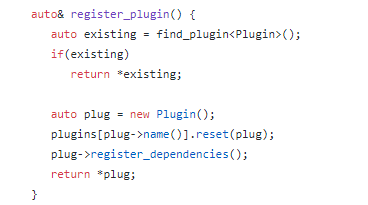 auto& register_plugin() {
auto existing = find_plugin<Plugin>();
if(existing)
return *existing;
auto plug = new Plugin();
plugins[plug->name()].reset(plug);
plug->register_dependencies();
return *plug;
}